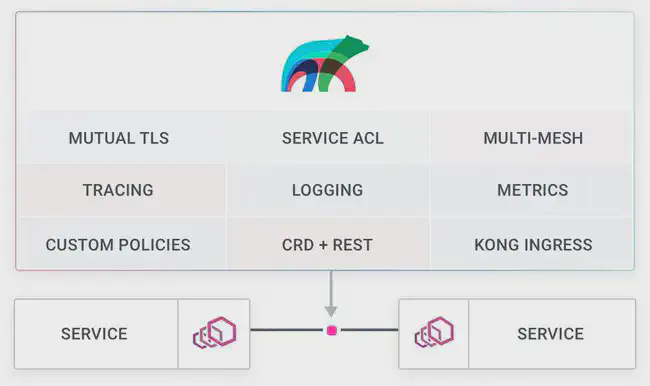 MUTUAL TLS
SERVICE ACL
MULTI-MESH
TRACING
LOGGING
METRICS
CUSTOM POLICIES
CRD + REST
KONG INGRESS
SERVICE
SERVICE